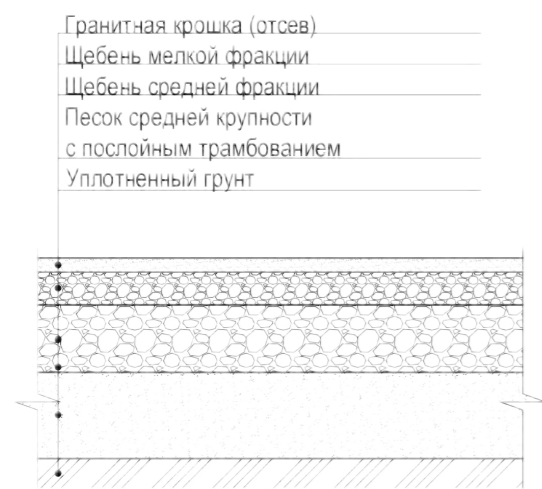 Гранитная крошка (отсев)
Щебень мелкой фракции
Щебень средней фракции
Песок средней крупности
с послойным трамбованием
Уплотненный грунт